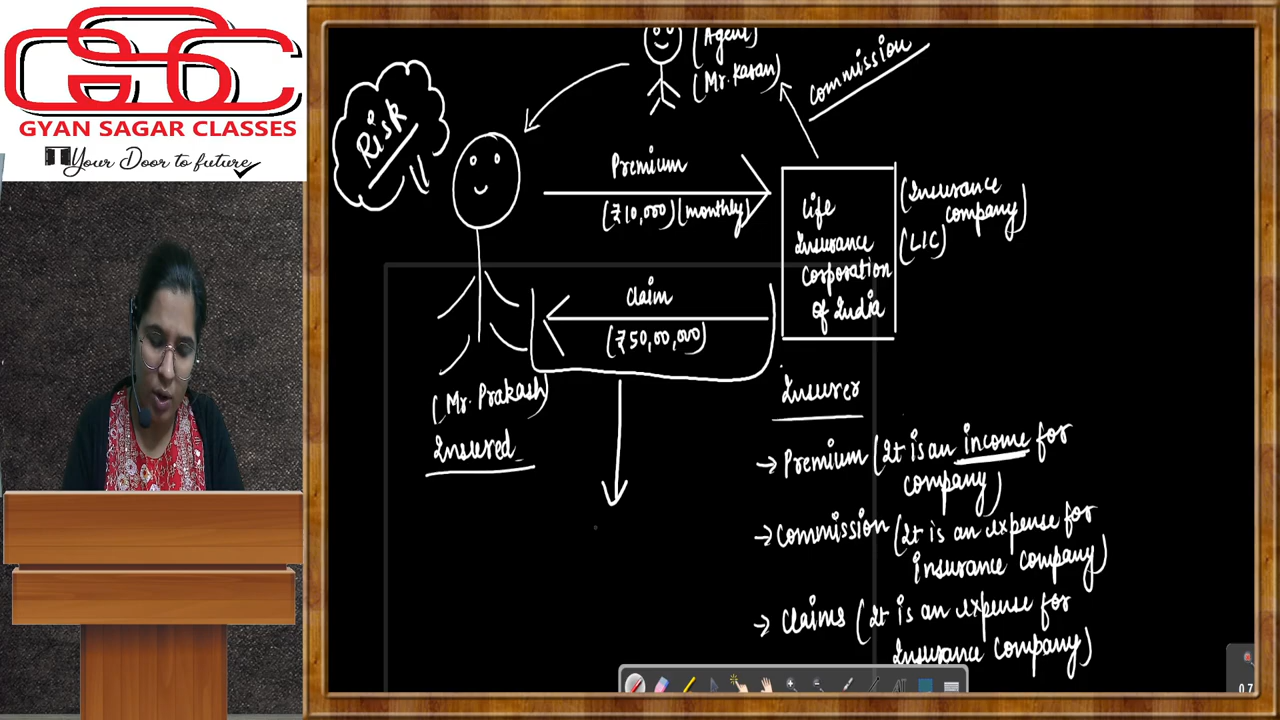 GSC
GYAN SAGAR CLASSES
Your Door to future
Risk
(Agent)
(Mr. Karan)
commission
Premium
(₹10,000) (monthly)
Life
Insurance
Corporation
of India
(Insurance
company)
(LIC)
Claim
(₹50,00,000)
(Mr. Prakash)
Insured
Insurer
→ Premium (It is an income for
company)
→ Commission (It is an expense for
insurance company)
→ Claims (It is an expense for
Insurance company)
0.7